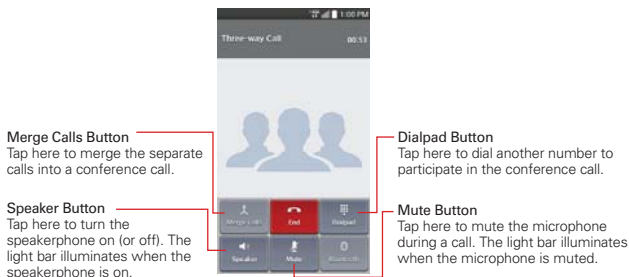 1:00 PM
Three-way Call 00:53
Merge Calls Button
Tap here to merge the separate
calls into a conference call.
Speaker Button
Tap here to turn the
speakerphone on (or off). The
light bar illuminates when the
speakerphone is on.
Merge Calls
End
Dialpad
Speaker
Mute
Bluetooth
Dialpad Button
Tap here to dial another number to
participate in the conference call.
Mute Button
Tap here to mute the microphone
during a call. The light bar illuminates
when the microphone is muted.